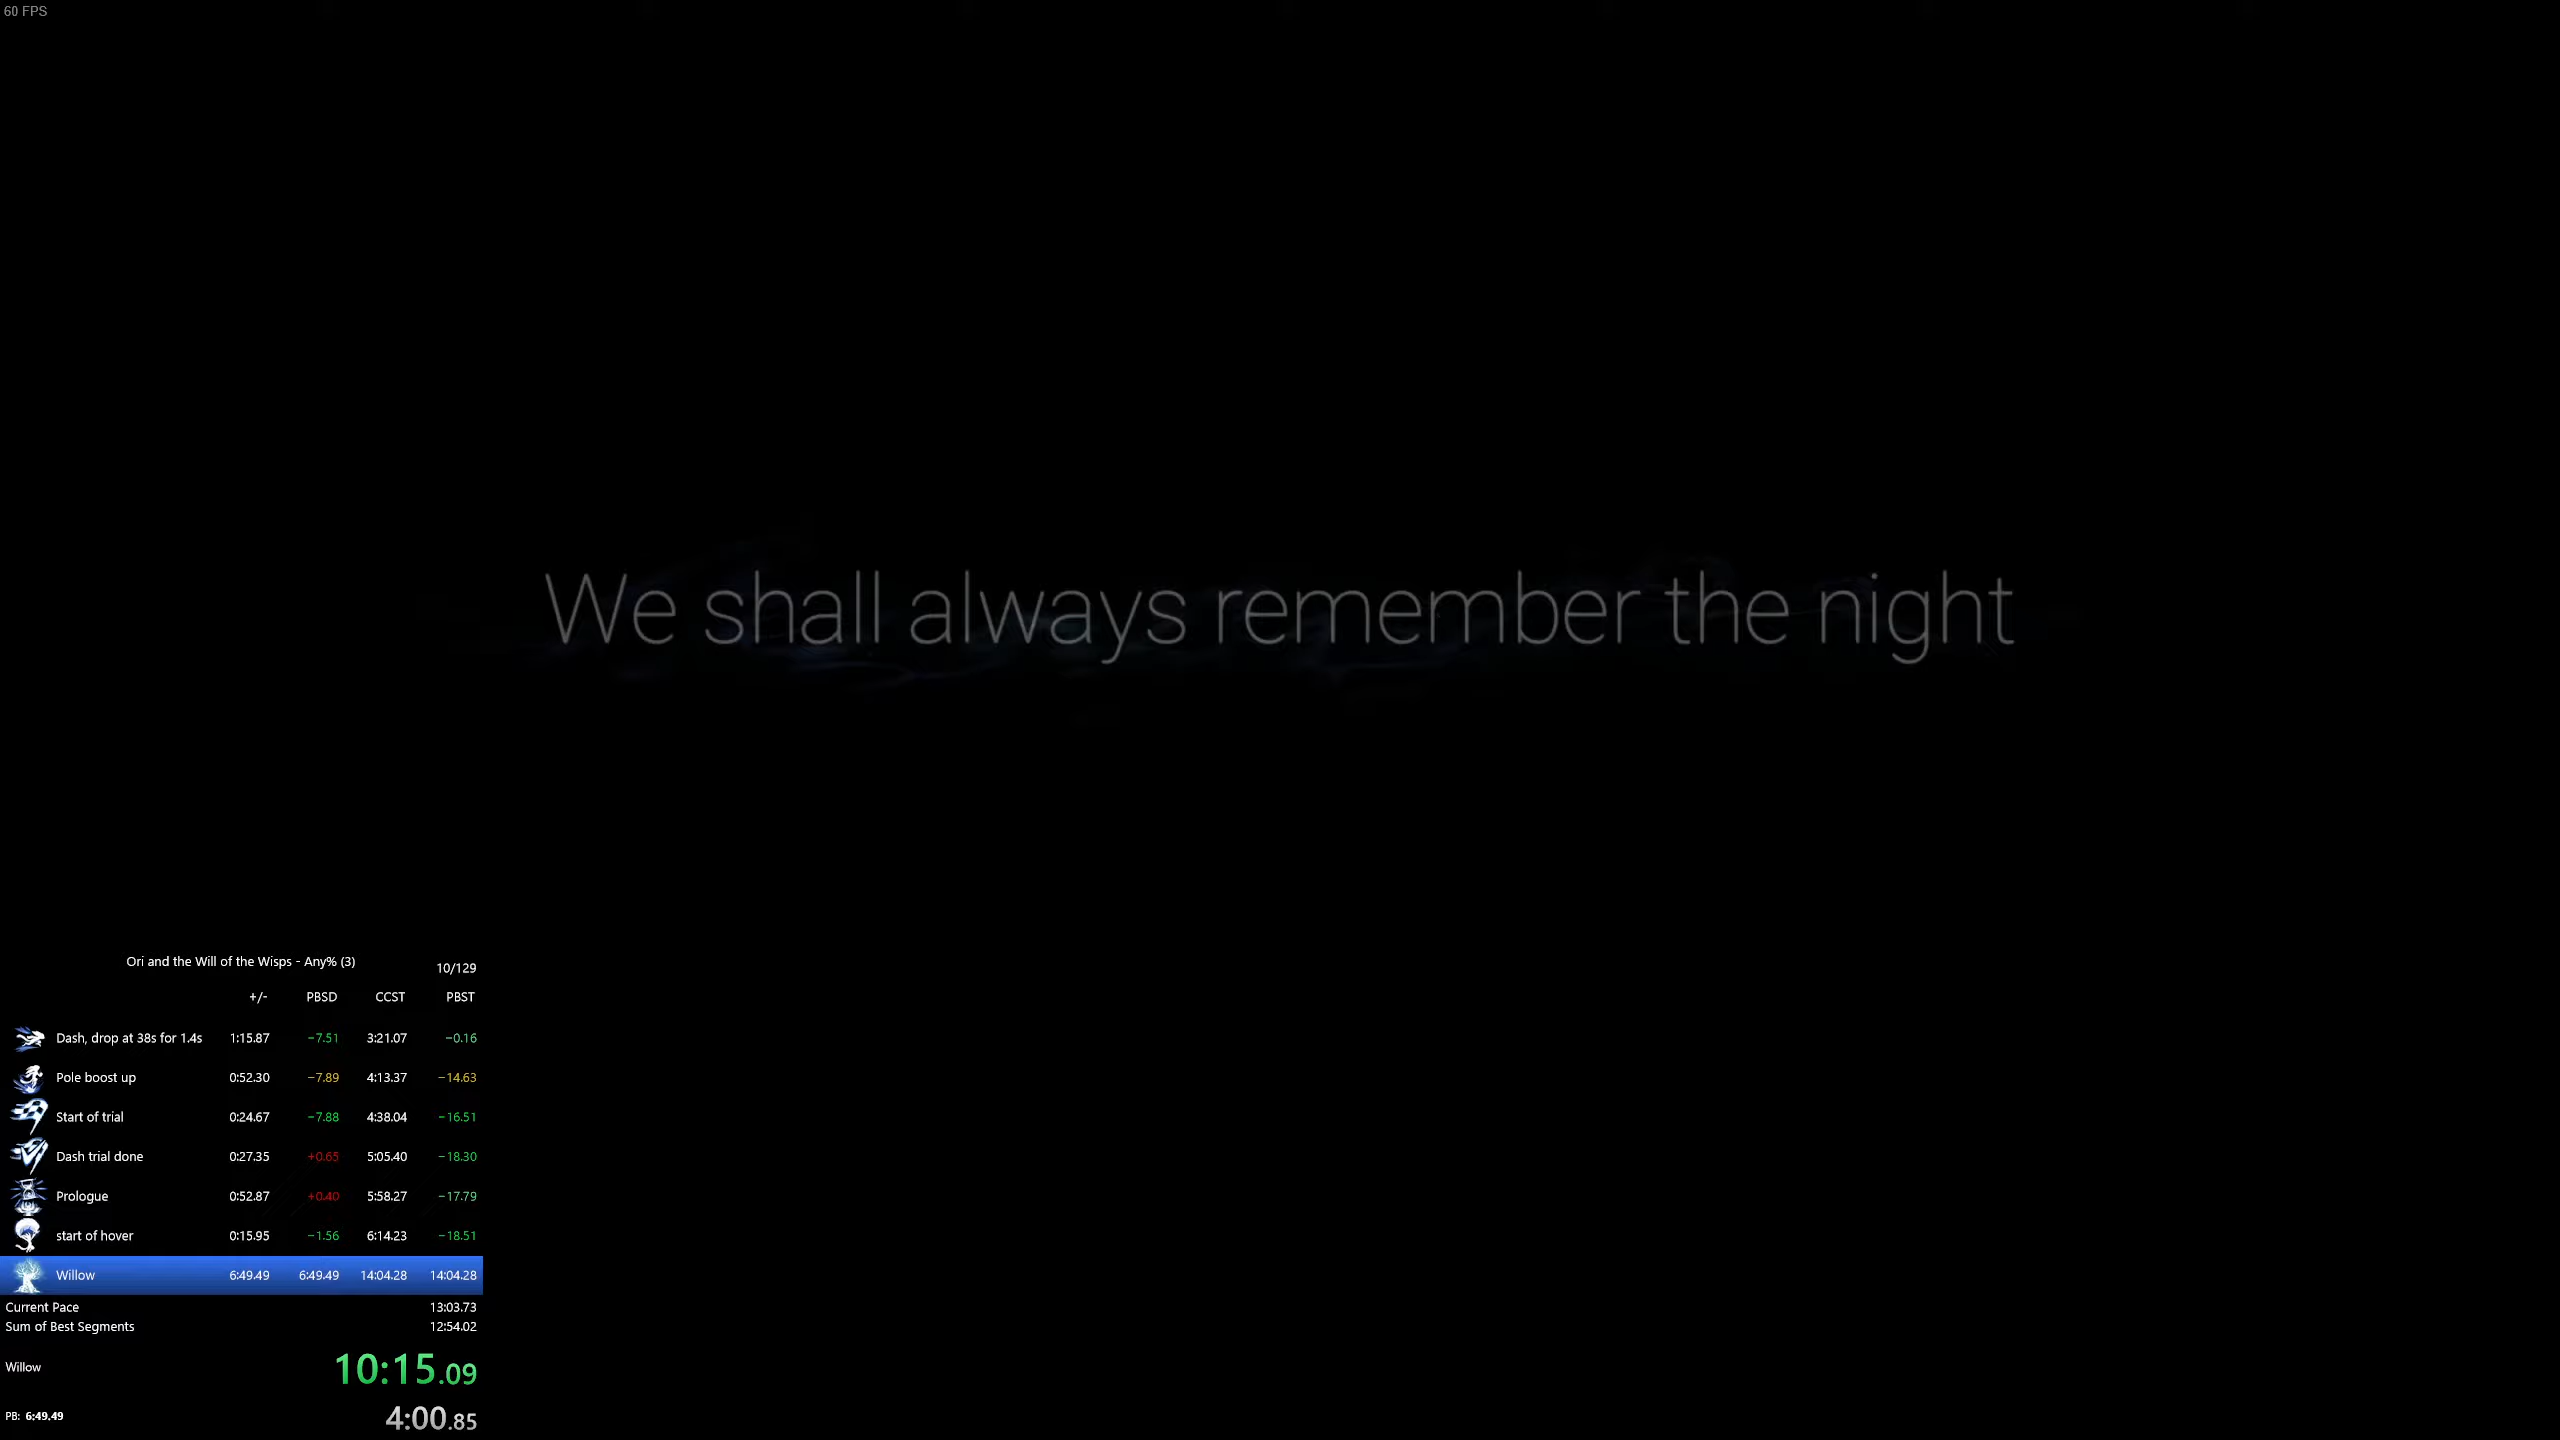 60 FPS
We shall always remember the night
Ori and the Will of the Wisps - Any% (3)
10/129
+/- PBSD CCST PBST
Dash, drop at 38s for 1.4s 1:15.87 −7.51 3:21.07 −0.16
Pole boost up 0:52.30 −7.89 4:13.37 −14.63
Start of trial 0:24.67 −7.88 4:38.04 −16.51
Dash trial done 0:27.35 +0.65 5:05.40 −18.30
Prologue 0:52.87 +0.40 5:58.27 −17.79
start of hover 0:15.95 −1.56 6:14.23 −18.51
Willow 6:49.49 6:49.49 14:04.28 14:04.28
Current Pace 13:03.73
Sum of Best Segments 12:54.02
Willow 10:15.09
PB: 6:49.49 4:00.85